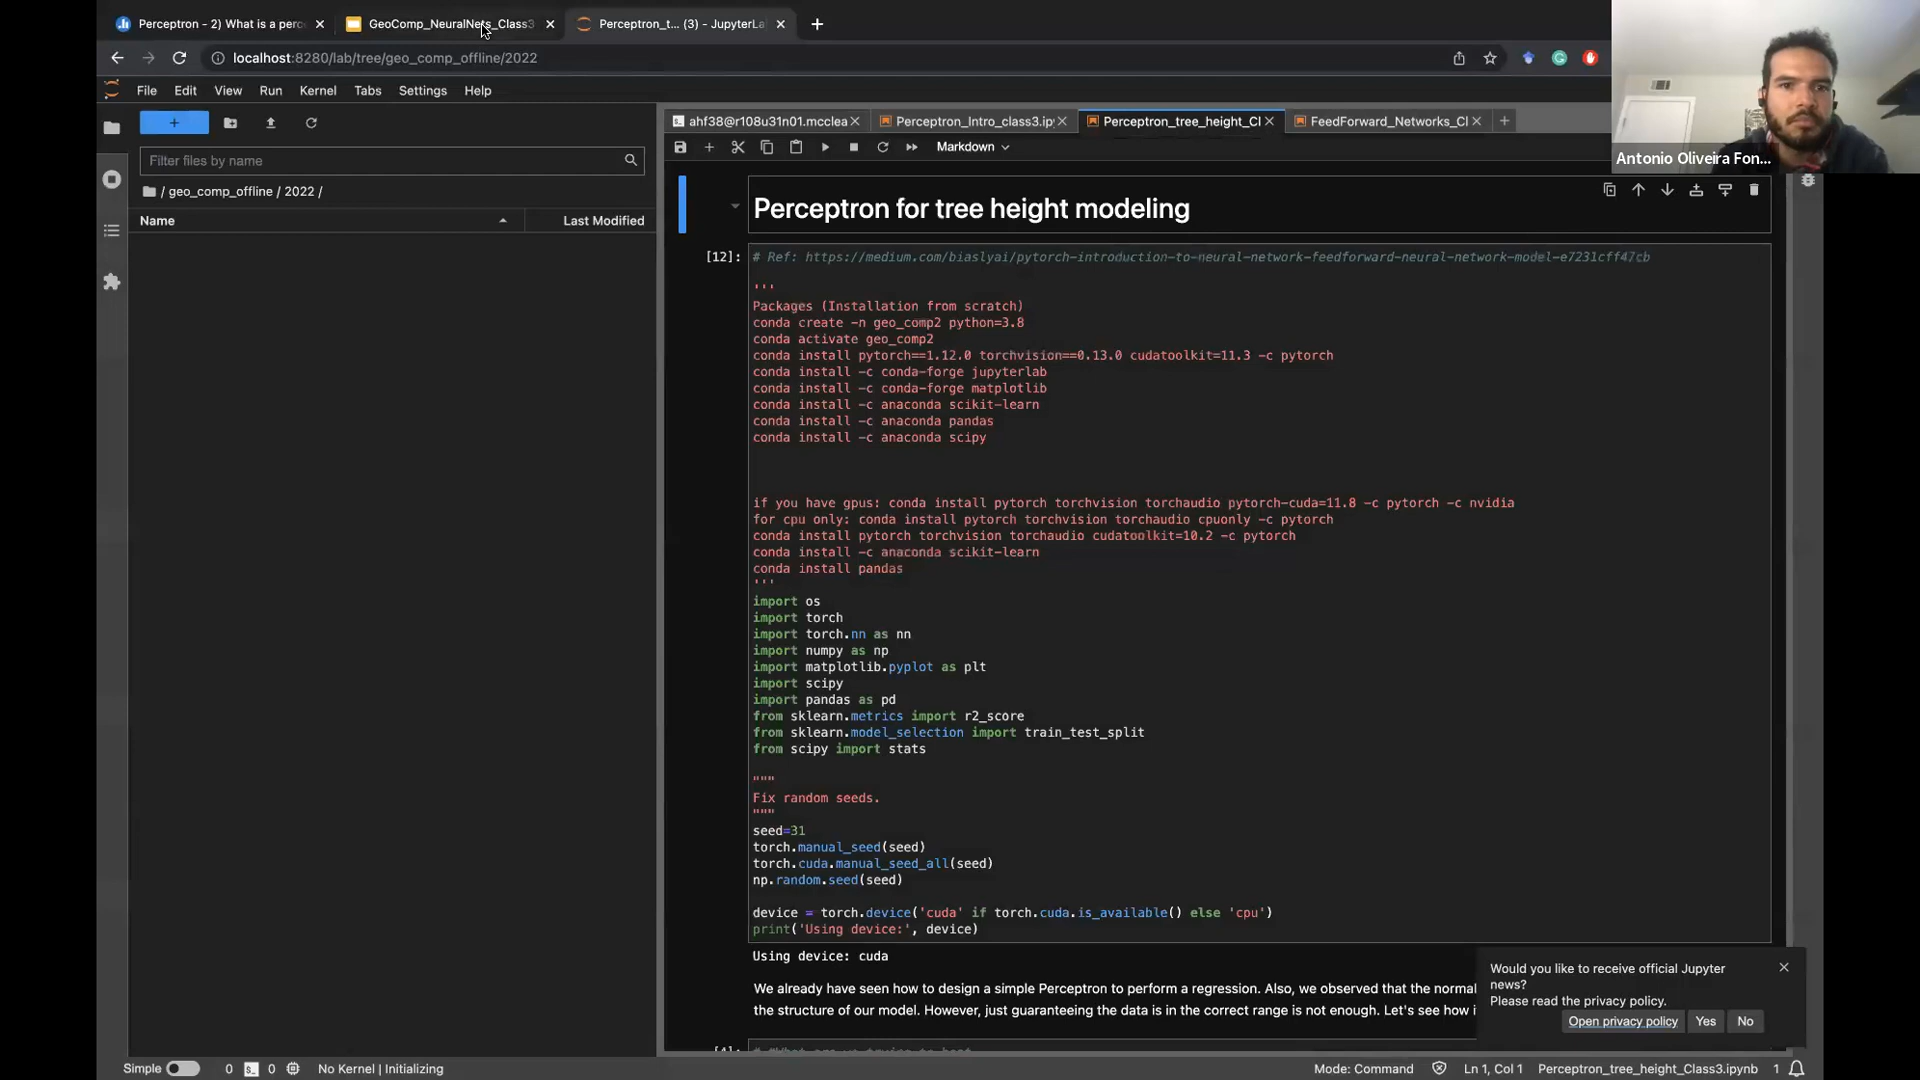 Perceptron - 2) What is a perc
GeoComp_NeuralNets_Class3
Perceptron_t... (3) - JupyterLa
localhost:8280/lab/tree/geo_comp_offline/2022
File Edit View Run Kernel Tabs Settings Help
Filter files by name
/ geo_comp_offline / 2022 /
Name Last Modified
ahf38@r108u31n01.mcclea
Perceptron_Intro_class3.ipy
Perceptron_tree_height_Cl
FeedForward_Networks_Cl
Markdown
Antonio Oliveira Fon...
Perceptron for tree height modeling
[12]:
# Ref: https://medium.com/biaslyai/pytorch-introduction-to-neural-network-feedforward-neural-network-model-e7231cff47cb
'''
Packages (Installation from scratch)
conda create -n geo_comp2 python=3.8
conda activate geo_comp2
conda install pytorch==1.12.0 torchvision==0.13.0 cudatoolkit=11.3 -c pytorch
conda install -c conda-forge jupyterlab
conda install -c conda-forge matplotlib
conda install -c anaconda scikit-learn
conda install -c anaconda pandas
conda install -c anaconda scipy
if you have gpus: conda install pytorch torchvision torchaudio pytorch-cuda=11.8 -c pytorch -c nvidia
for cpu only: conda install pytorch torchvision torchaudio cpuonly -c pytorch
conda install pytorch torchvision torchaudio cudatoolkit=10.2 -c pytorch
conda install -c anaconda scikit-learn
conda install pandas
'''
import os
import torch
import torch.nn as nn
import numpy as np
import matplotlib.pyplot as plt
import scipy
import pandas as pd
from sklearn.metrics import r2_score
from sklearn.model_selection import train_test_split
from scipy import stats
"""
Fix random seeds.
"""
seed=31
torch.manual_seed(seed)
torch.cuda.manual_seed_all(seed)
np.random.seed(seed)
device = torch.device('cuda' if torch.cuda.is_available() else 'cpu')
print('Using device:', device)
Using device: cuda
We already have seen how to design a simple Perceptron to perform a regression. Also, we observed that the normal
the structure of our model. However, just guaranteeing the data is in the correct range is not enough. Let's see how i
Would you like to receive official Jupyter
news?
Please read the privacy policy.
Open privacy policy Yes No
Simple 0 0 No Kernel | Initializing
Mode: Command Ln 1, Col 1 Perceptron_tree_height_Class3.ipynb 1